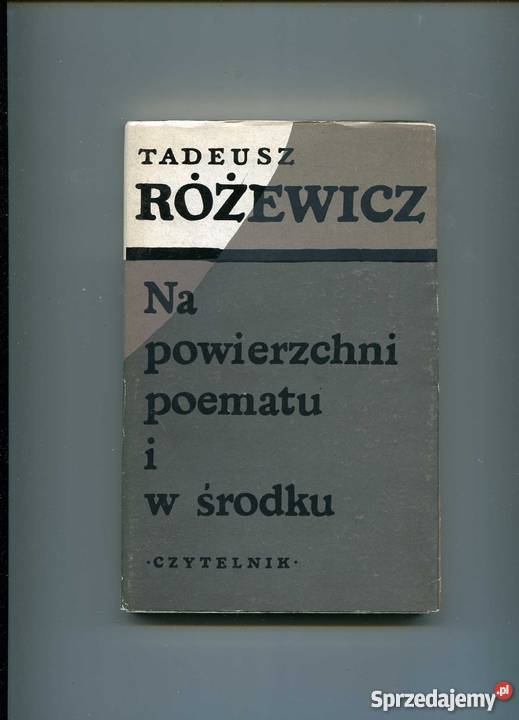 TADEUSZ
RÓŻEWICZ
Na
powierzchni
poematu
i
w środku
·CZYTELNIK·
Sprzedajemy.pl